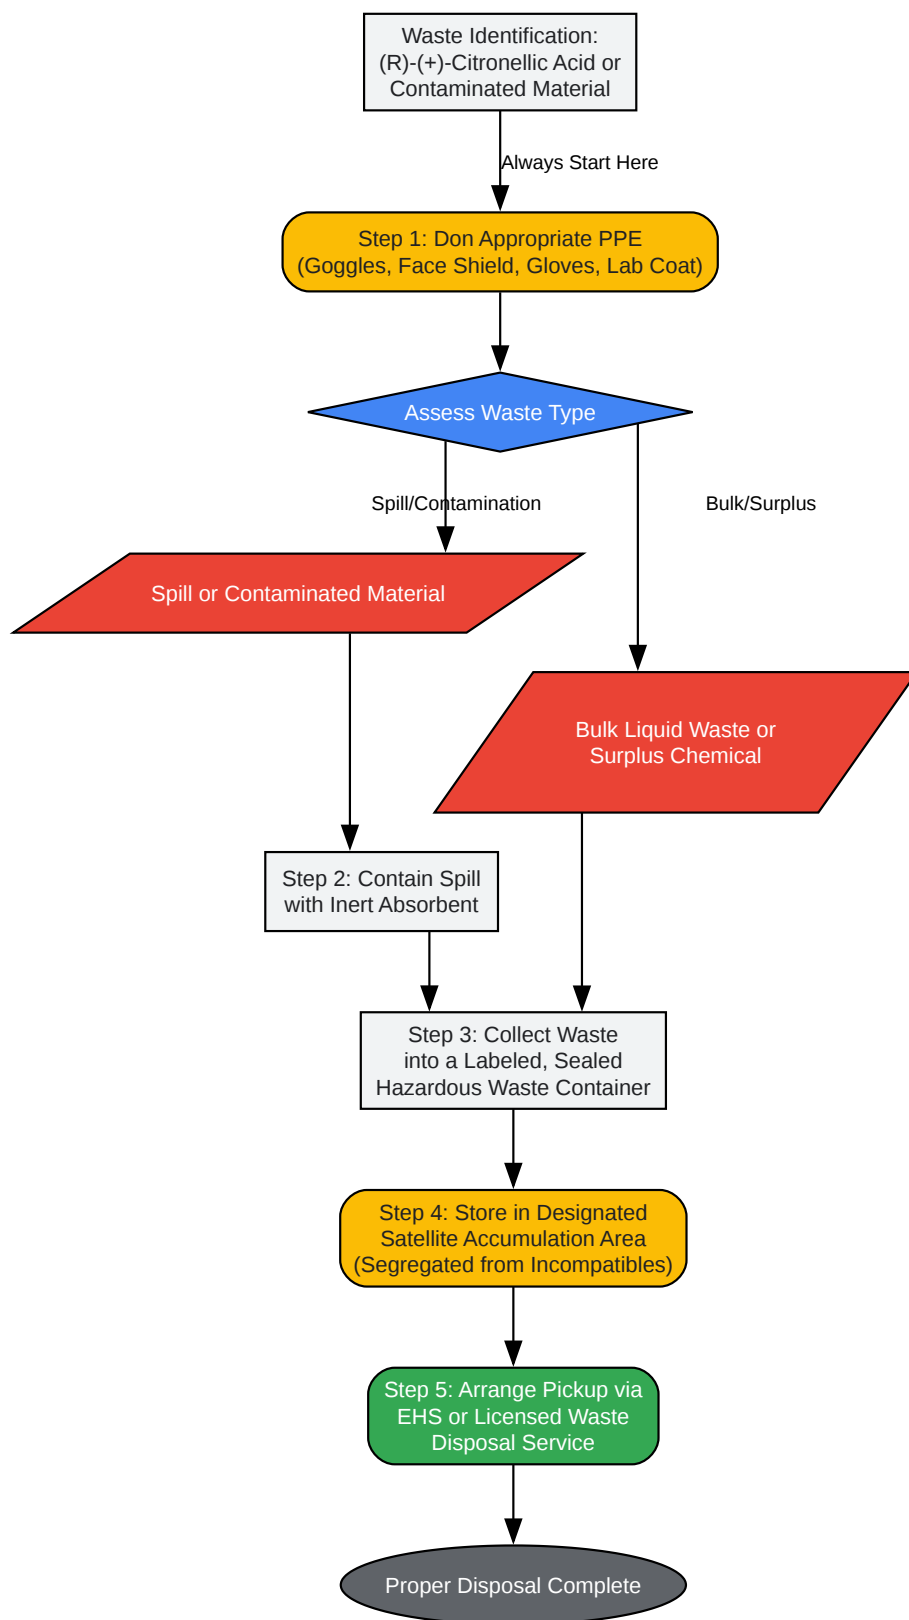 Waste Identification:
(R)-(+)-Citronellic Acid or
Contaminated Material
Always Start Here
Step 1: Don Appropriate PPE
(Goggles, Face Shield, Gloves, Lab Coat)
Assess Waste Type
Spill/Contamination
Bulk/Surplus
Spill or Contaminated Material
Bulk Liquid Waste or
Surplus Chemical
Step 2: Contain Spill
with Inert Absorbent
Step 3: Collect Waste
into a Labeled, Sealed
Hazardous Waste Container
Step 4: Store in Designated
Satellite Accumulation Area
(Segregated from Incompatibles)
Step 5: Arrange Pickup via
EHS or Licensed Waste
Disposal Service
Proper Disposal Complete